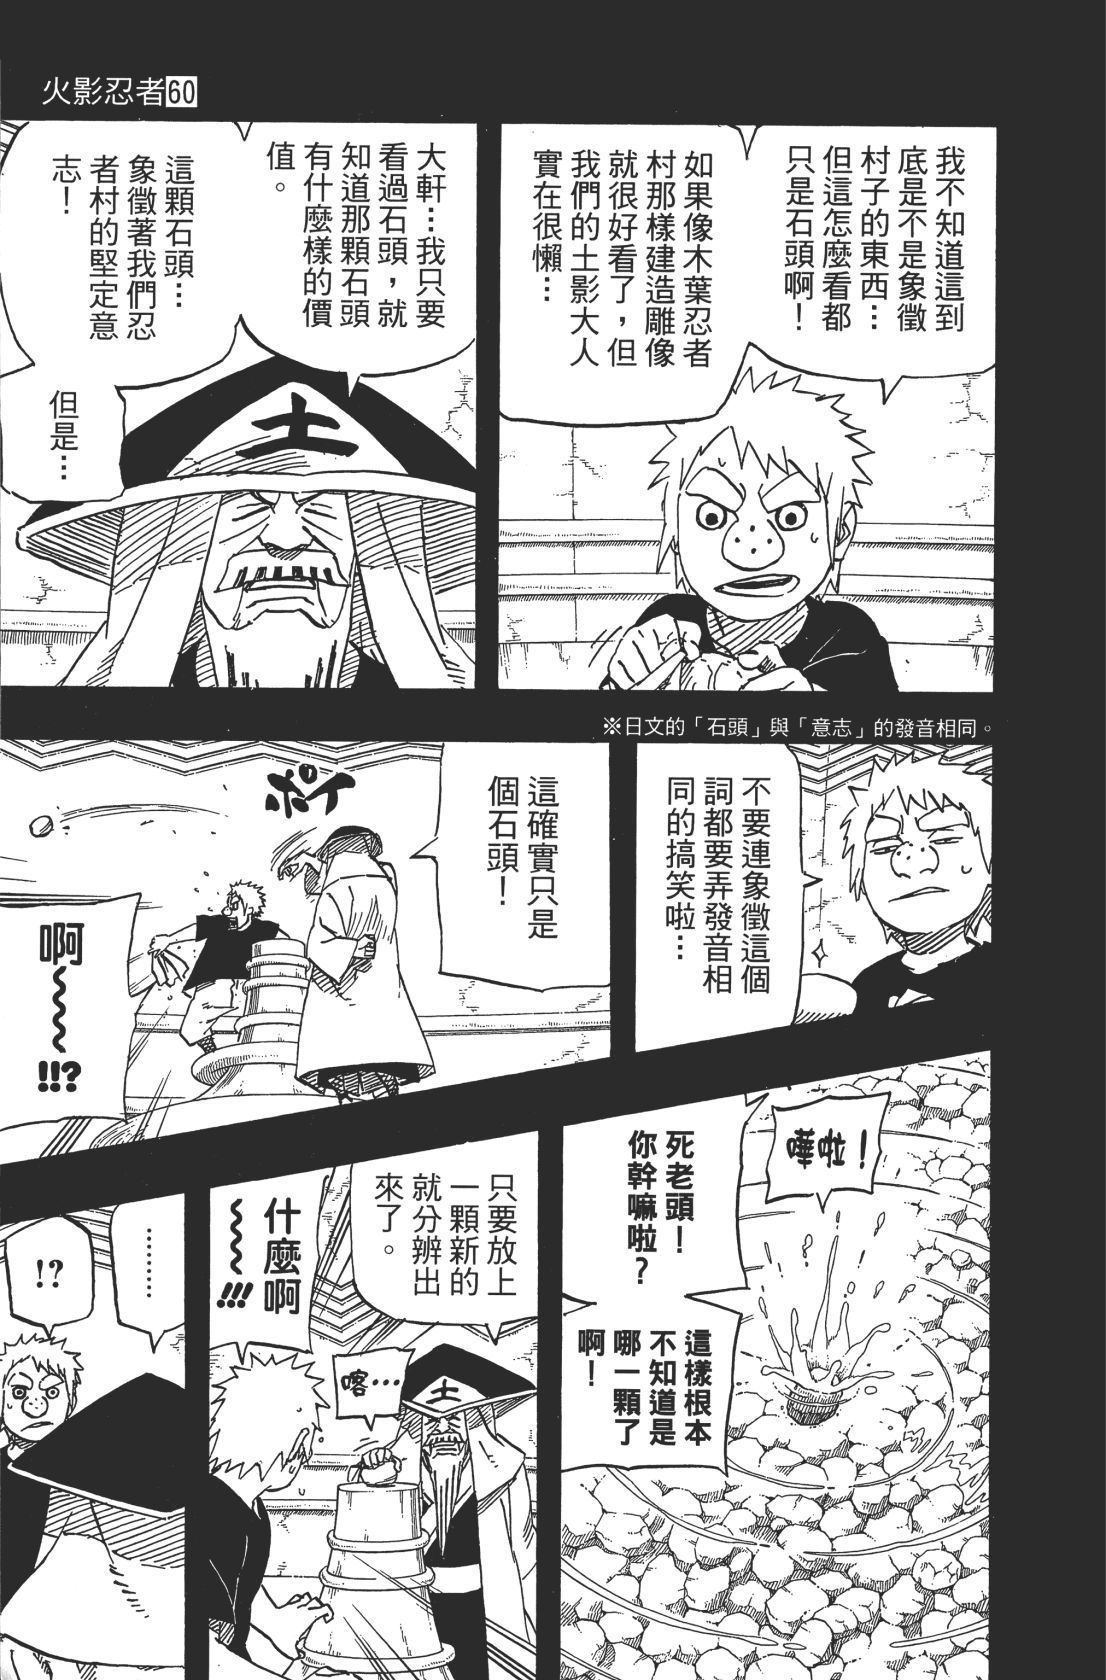 火影忍者60
我不知道這到
底是不是象徵
村子的東西…
但這怎麼看都
只是石頭啊！
如果像木葉忍者
村那樣建造雕像
就很好看了，但
我們的土影大人
實在很懶…
大軒…我只要
看過石頭，就
知道那顆石頭
有什麼樣的價
值。
這顆石頭…
象徵著我們忍
者村的堅定意
志！
但是…
土
※日文的「石頭」與「意志」的發音相同。
不要連象徵這個
詞都要弄發音相
同的搞笑啦…
這確實只是
個石頭！
ポイ
啊～～～!!?
嘩啦！
死老頭！
你幹嘛啦？
這樣根本
不知道是
哪一顆了
啊！
只要放上
一顆新的
就分辨出
來了。
喀…
土
什麼啊
～～～!!!
……
!?